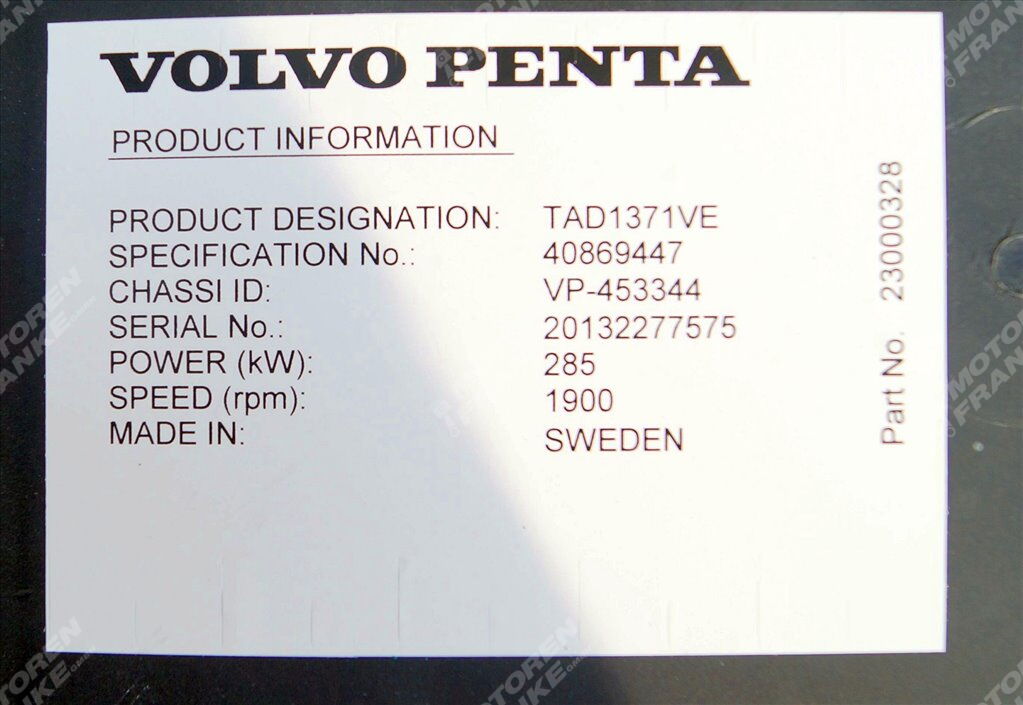 VOLVO PENTA
PRODUCT INFORMATION
PRODUCT DESIGNATION: TAD1371VE
SPECIFICATION No.: 40869447
CHASSI ID: VP-453344
SERIAL No.: 20132277575
POWER (kW): 285
SPEED (rpm): 1900
MADE IN: SWEDEN
Part No. 23000328